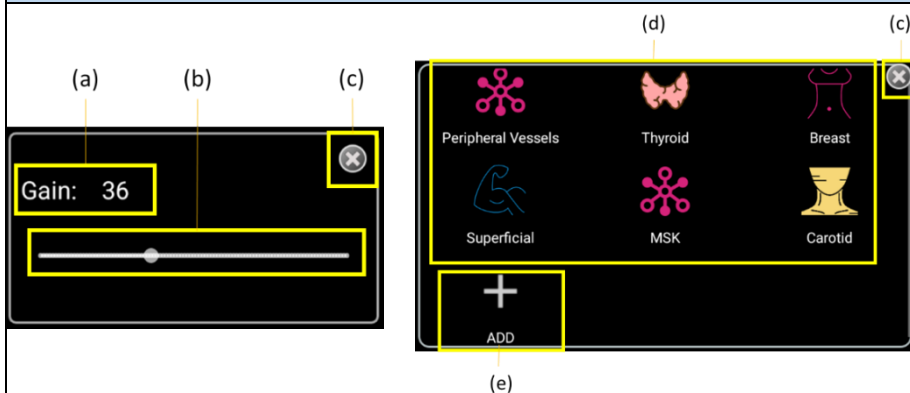 (a) (b) (c)
Gain: 36
(d) (c)
Peripheral Vessels Thyroid Breast
Superficial MSK Carotid
ADD
(e)